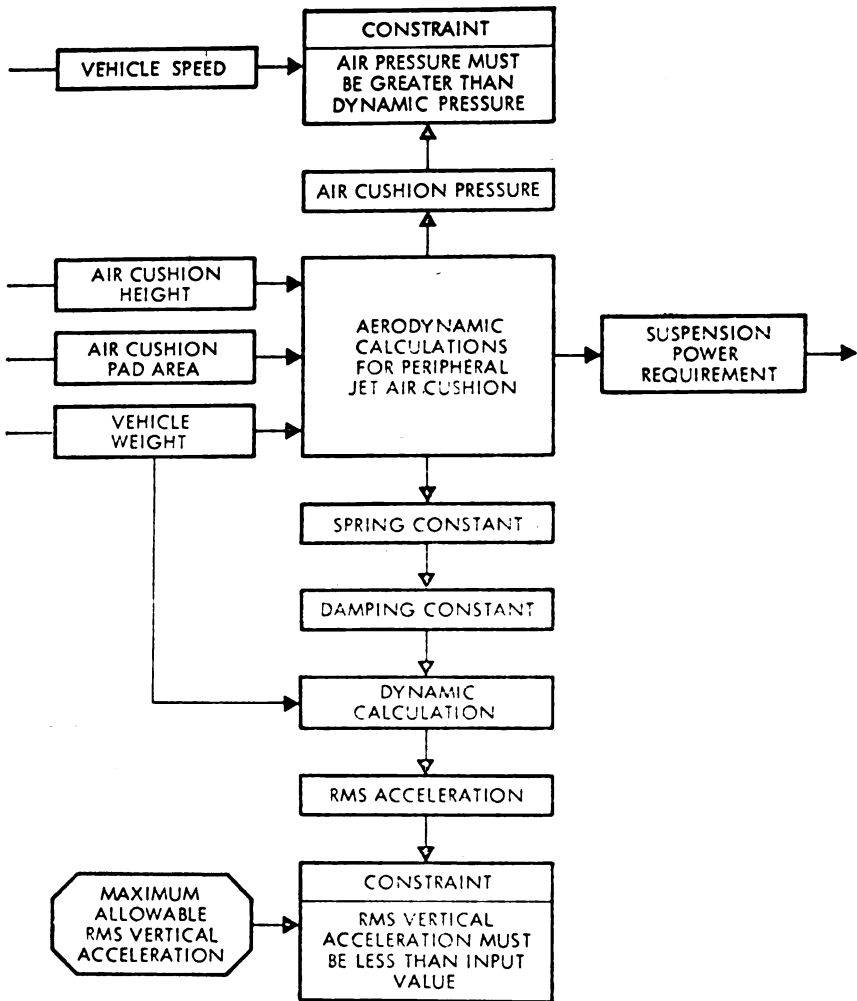 CONSTRAINT
VEHICLE SPEED
AIR PRESSURE MUST
BE GREATER THAN
DYNAMIC PRESSURE
AIR CUSHION PRESSURE
AIR CUSHION
HEIGHT
AIR CUSHION
PAD AREA
VEHICLE
WEIGHT
AERODYNAMIC
CALCULATIONS
FOR PERIPHERAL
JET AIR CUSHION
SUSPENSION
POWER
REQUIREMENT
SPRING CONSTANT
DAMPING CONSTANT
DYNAMIC
CALCULATION
RMS ACCELERATION
MAXIMUM
ALLOWABLE
RMS VERTICAL
ACCELERATION
CONSTRAINT
RMS VERTICAL
ACCELERATION MUST
BE LESS THAN INPUT
VALUE